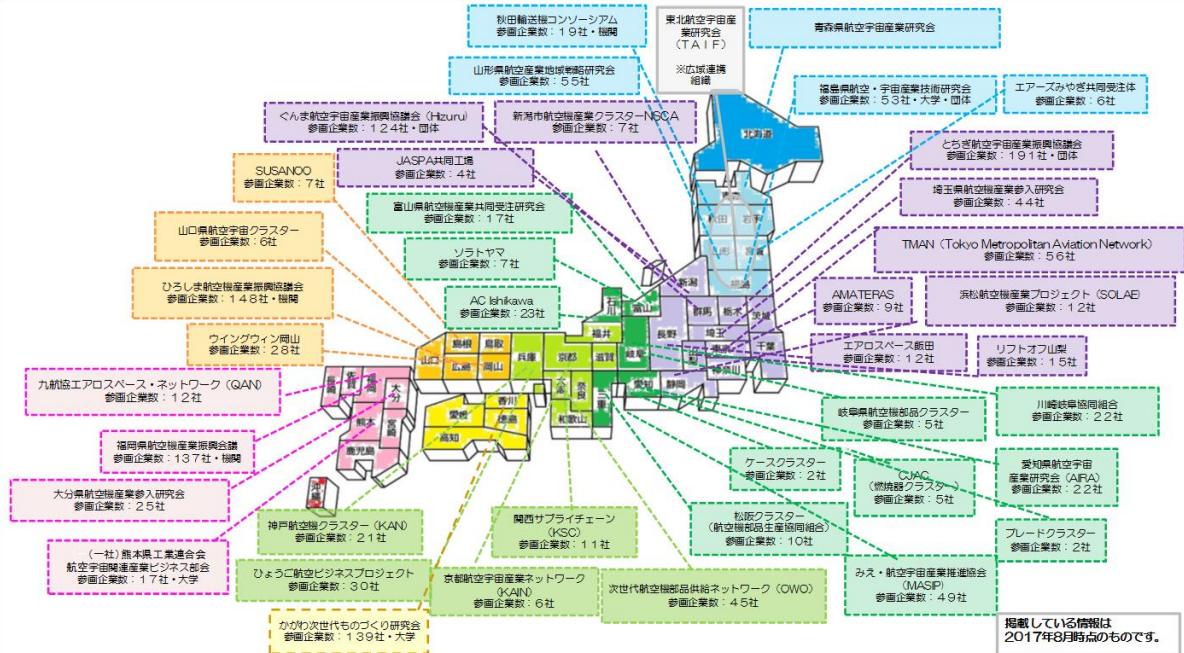 秋田輸送機コンソーシアム
参画企業数：１９社・機関
東北航空宇宙産
業研究会
（ＴＡＩＦ）
※広域連携
組織
青森県航空宇宙産業研究会
山形県航空産業地域戦略研究会
参画企業数：５５社
福島県航空・宇宙産業技術研究会
参画企業数：５３社・大学・団体
エアーズみやぎ共同受注体
参画企業数：６社
ぐんま航空宇宙産業振興協議会（Hizuru）
参画企業数：１２４社・団体
新潟市航空機産業クラスターNSCA
参画企業数：７社
とちぎ航空宇宙産業振興協議会
参画企業数：１９１社・団体
JASPA共同工場
参画企業数：４社
SUSANOO
参画企業数：７社
埼玉県航空機産業参入研究会
参画企業数：４４社
富山県航空機産業共同受注研究会
参画企業数：１７社
山口県航空宇宙クラスター
参画企業数：６社
ソラトヤマ
参画企業数：７社
TMAN（Tokyo Metropolitan Aviation Network）
参画企業数：５６社
ひろしま航空機産業振興協議会
参画企業数：１４８社・機関
AC Ishikawa
参画企業数：２３社
AMATERAS
参画企業数：９社
浜松航空機産業プロジェクト（SOLAE）
参画企業数：１２社
ウイングウィン岡山
参画企業数：２８社
エアロスペース飯田
参画企業数：１２社
リフトオフ山梨
参画企業数：１５社
九航協エアロスペース・ネットワーク（QAN）
参画企業数：１２社
岐阜県航空機部品クラスター
参画企業数：５社
川崎岐阜協同組合
参画企業数：２２社
福岡県航空機産業振興会議
参画企業数：１３７社・機関
ケースクラスター
参画企業数：２社
CJAC
（燃焼器クラスター）
参画企業数：５社
愛知県航空宇宙
産業研究会（AIRA）
参画企業数：２２社
大分県航空機産業参入研究会
参画企業数：２５社
神戸航空機クラスター（KAN）
参画企業数：２１社
関西サプライチェーン
（KSC）
参画企業数：１１社
松阪クラスター
（航空機部品生産協同組合）
参画企業数：１０社
ブレードクラスター
参画企業数：２社
（一社）熊本県工業連合会
航空宇宙関連産業ビジネス部会
参画企業数：１７社・大学
ひょうご航空ビジネスプロジェクト
参画企業数：３０社
京都航空宇宙産業ネットワーク
（KAIN）
参画企業数：６社
次世代航空機部品供給ネットワーク（OWO）
参画企業数：４５社
みえ・航空宇宙産業推進協会
（MASIP）
参画企業数：４９社
かがわ次世代ものづくり研究会
参画企業数：１３９社・大学
掲載している情報は
2017年8月時点のものです。
北海道
青森
秋田
岩手
山形
宮城
福島
新潟
群馬
栃木
茨城
石川
富山
長野
埼玉
東京
千葉
山梨
神奈川
福井
岐阜
静岡
愛知
三重
滋賀
京都
兵庫
大阪
奈良
和歌山
鳥取
島根
岡山
広島
山口
香川
徳島
愛媛
高知
福岡
佐賀
長崎
大分
熊本
宮崎
鹿児島
沖縄